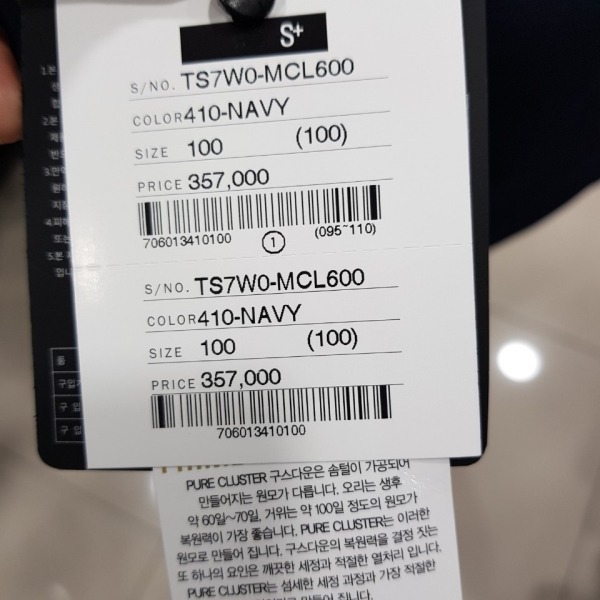 S+
S/NO. TS7W0-MCL600
COLOR 410-NAVY
SIZE 100 (100)
PRICE 357,000
706013410100 1 (095~110)
S/NO. TS7W0-MCL600
COLOR 410-NAVY
SIZE 100 (100)
PRICE 357,000
706013410100
PURE CLUSTER 구스다운은 솜털이 가공되어
만들어지는 원모가 다릅니다. 오리는 생후
약 60일~70일, 거위는 약 100일 정도의 원모가
복원력이 가장 좋습니다. PURE CLUSTER는 이러한
원모로 만들어 집니다. 구스다운의 복원력을 결정 짓는
또 하나의 요인은 깨끗한 세정과 적절한 열처리 입니다.
PURE CLUSTER는 섬세한 세정 과정과 가장 적절한
만들어 집니다.